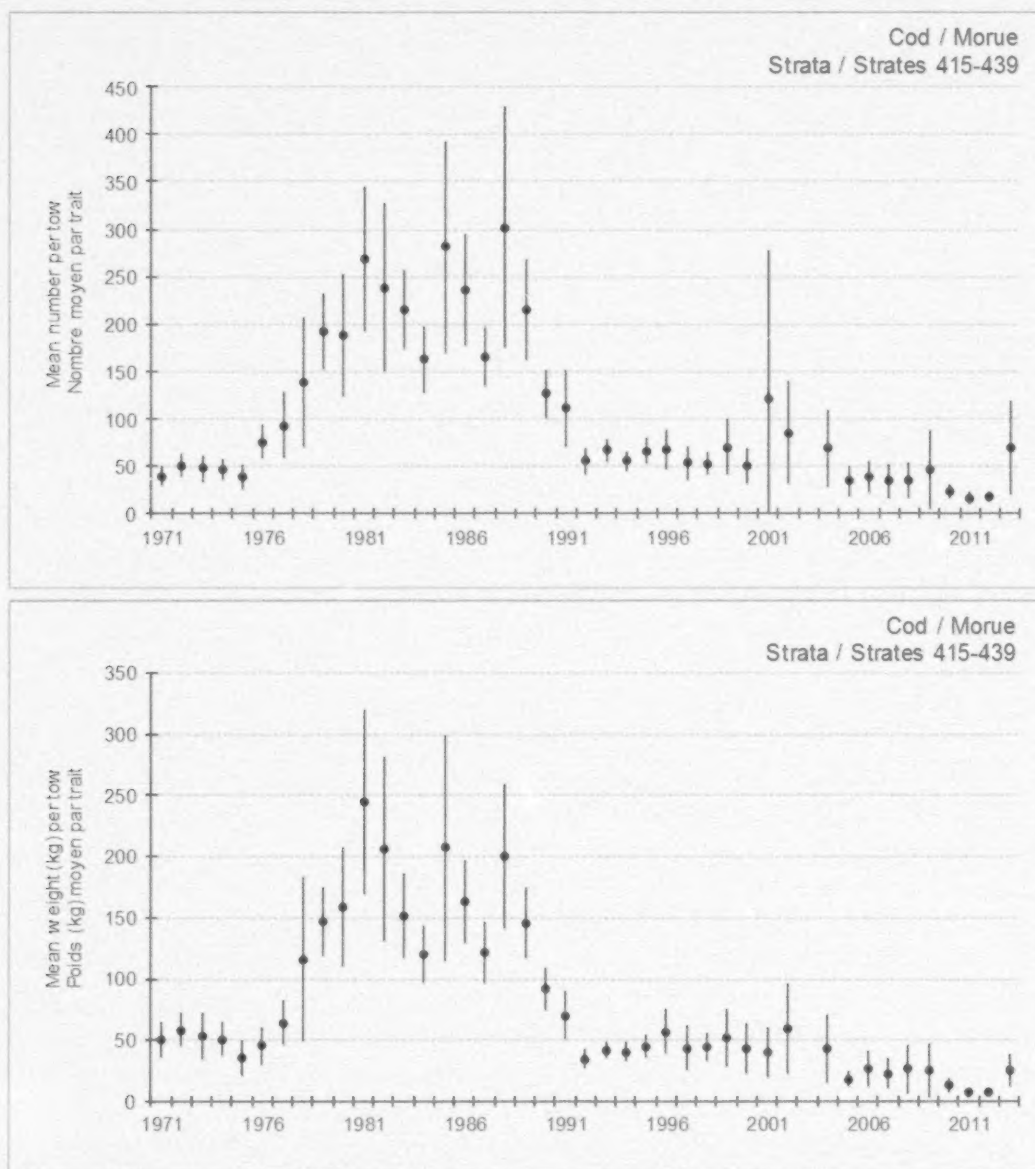 Cod / Morue
Strata / Strates 415-439
Mean number per tow
Nombre moyen par trait
450
400
350
300
250
200
150
100
50
0
1971 1976 1981 1986 1991 1996 2001 2006 2011
Cod / Morue
Strata / Strates 415-439
Mean weight (kg) per tow
Poids (kg) moyen par trait
350
300
250
200
150
100
50
0
1971 1976 1981 1986 1991 1996 2001 2006 2011